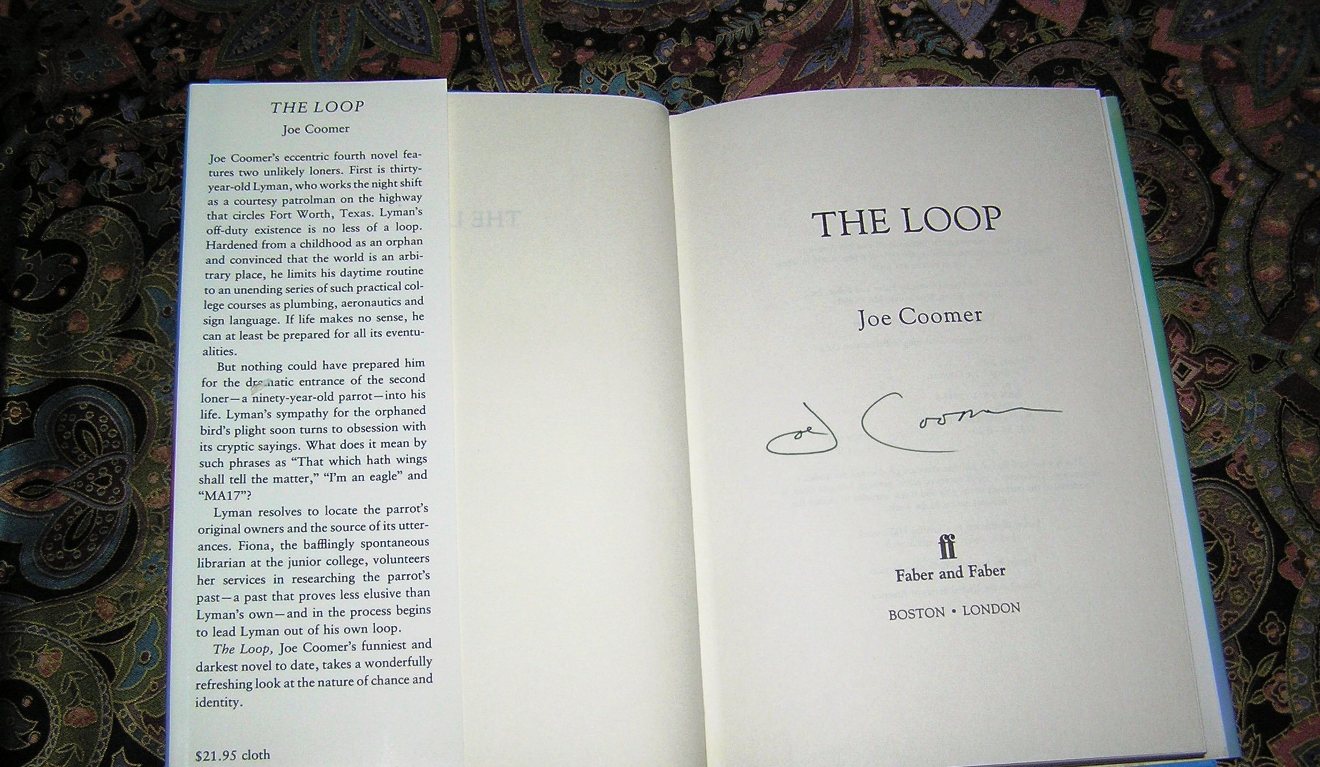 THE LOOP
Joe Coomer
Joe Coomer's eccentric fourth novel fea-
tures two unlikely loners. First is thirty-
year-old Lyman, who works the night shift
as a courtesy patrolman on the highway
that circles Fort Worth, Texas. Lyman's
off-duty existence is no less of a loop.
Hardened from a childhood as an orphan
and convinced that the world is an arbi-
trary place, he limits his daytime routine
to an unending series of such practical col-
lege courses as plumbing, aeronautics and
sign language. If life makes no sense, he
can at least be prepared for all its eventu-
alities.
But nothing could have prepared him
for the dramatic entrance of the second
loner—a ninety-year-old parrot—into his
life. Lyman's sympathy for the orphaned
bird's plight soon turns to obsession with
its cryptic sayings. What does it mean by
such phrases as "That which hath wings
shall tell the matter," "I'm an eagle" and
"MA17"?
Lyman resolves to locate the parrot's
original owners and the source of its utter-
ances. Fiona, the bafflingly spontaneous
librarian at the junior college, volunteers
her services in researching the parrot's
past—a past that proves less elusive than
Lyman's own—and in the process begins
to lead Lyman out of his own loop.
The Loop, Joe Coomer's funniest and
darkest novel to date, takes a wonderfully
refreshing look at the nature of chance and
identity.
$21.95 cloth
THE LOOP
Joe Coomer
Joe Coomer
ff
Faber and Faber
BOSTON • LONDON